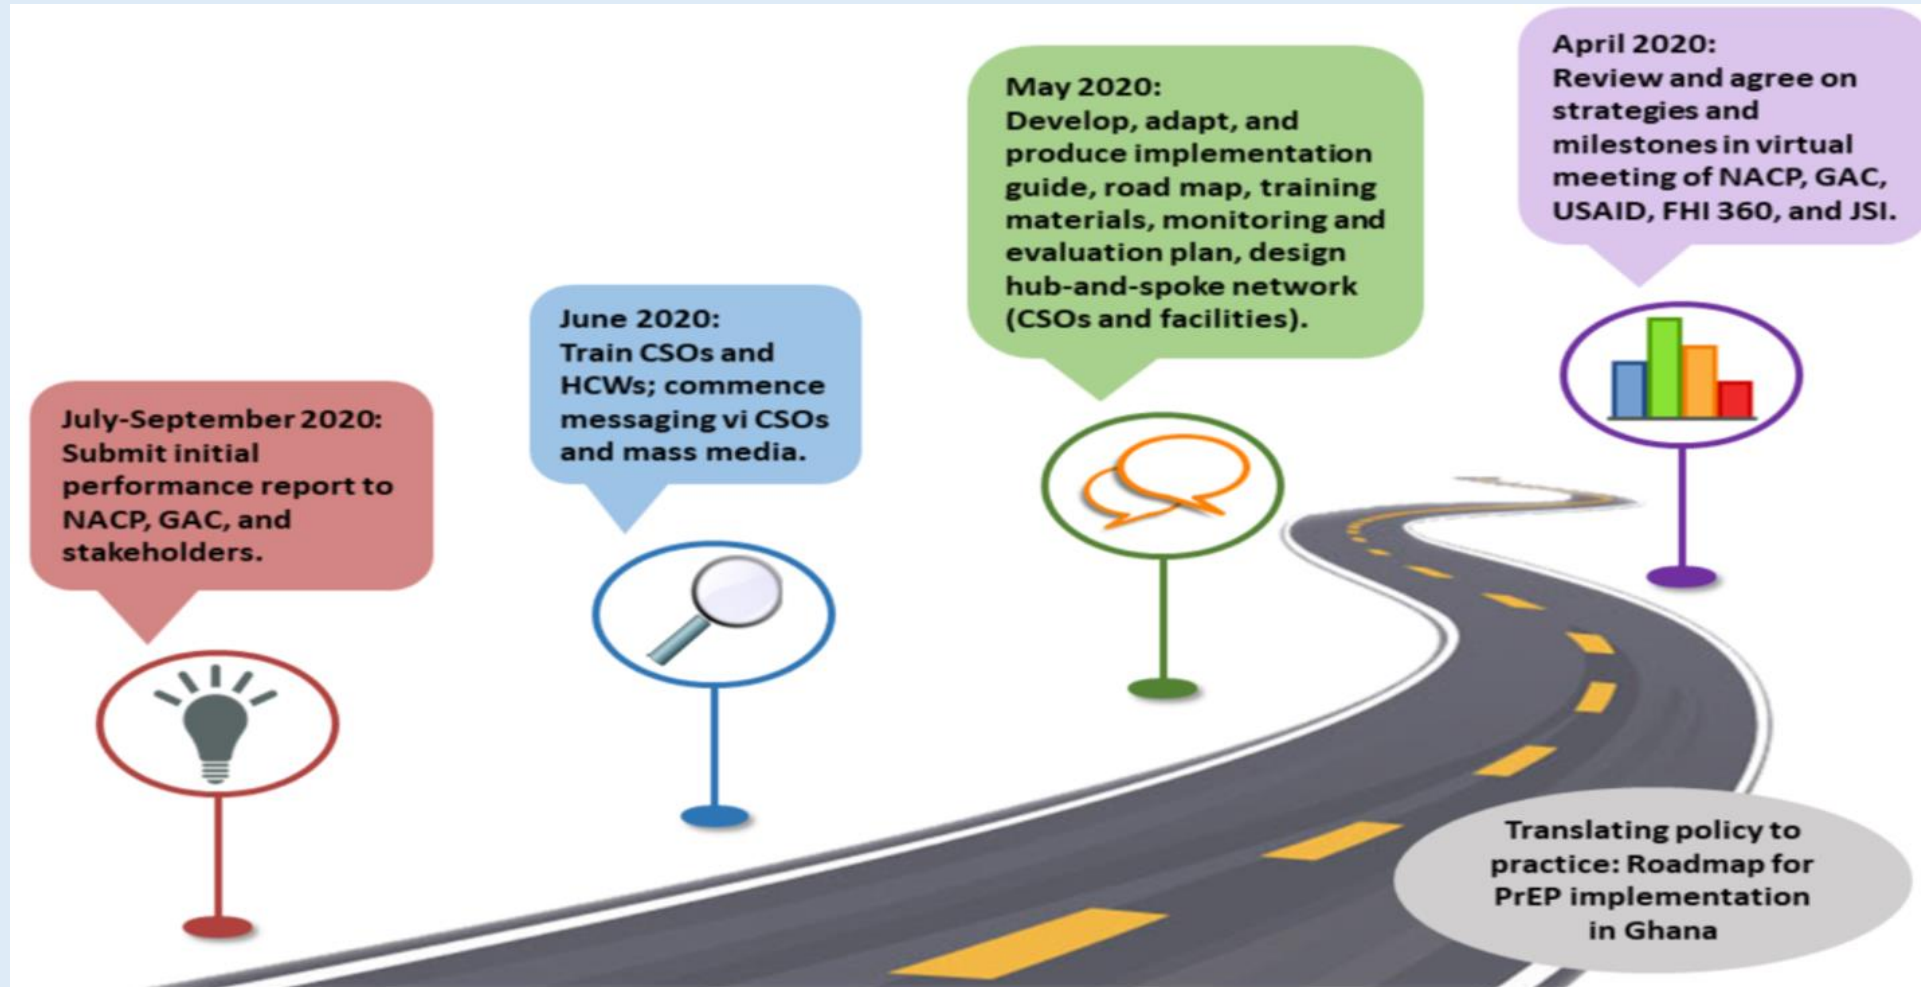 July-September 2020:
Submit initial
performance report to
NACP, GAC, and
stakeholders.
June 2020:
Train CSOs and
HCWs; commence
messaging vi CSOs
and mass media.
May 2020:
Develop, adapt, and
produce implementation
guide, road map, training
materials, monitoring and
evaluation plan, design
hub-and-spoke network
(CSOs and facilities).
April 2020:
Review and agree on
strategies and
milestones in virtual
meeting of NACP, GAC,
USAID, FHI 360, and JSI.
Translating policy to
practice: Roadmap for
PrEP implementation
in Ghana